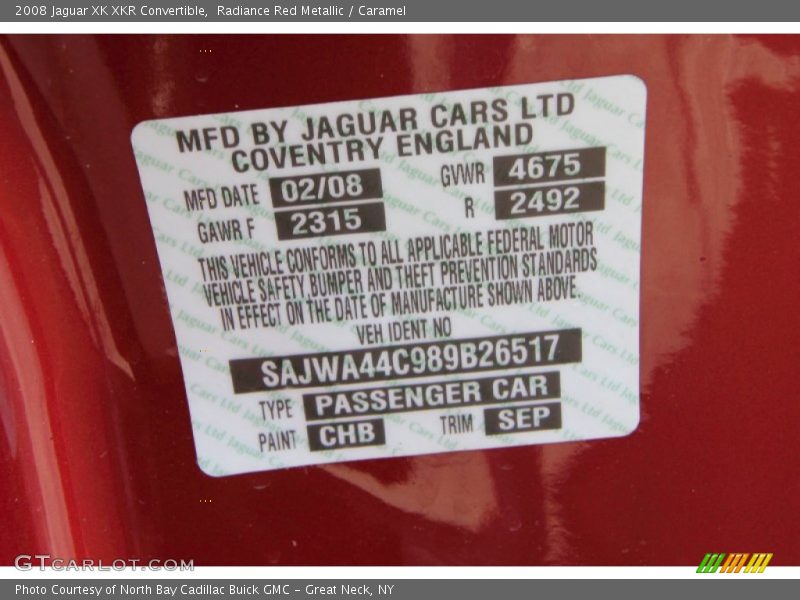 2008 Jaguar XK XKR Convertible, Radiance Red Metallic / Caramel
MFD BY JAGUAR CARS LTD
COVENTRY ENGLAND
MFD DATE 02/08 GVWR 4675
GAWR F 2315 R 2492
THIS VEHICLE CONFORMS TO ALL APPLICABLE FEDERAL MOTOR
VEHICLE SAFETY BUMPER AND THEFT PREVENTION STANDARDS
IN EFFECT ON THE DATE OF MANUFACTURE SHOWN ABOVE.
VEH IDENT NO
SAJWA44C989B26517
TYPE PASSENGER CAR
PAINT CHB TRIM SEP
GTCARLOT.COM
Photo Courtesy of North Bay Cadillac Buick GMC - Great Neck, NY